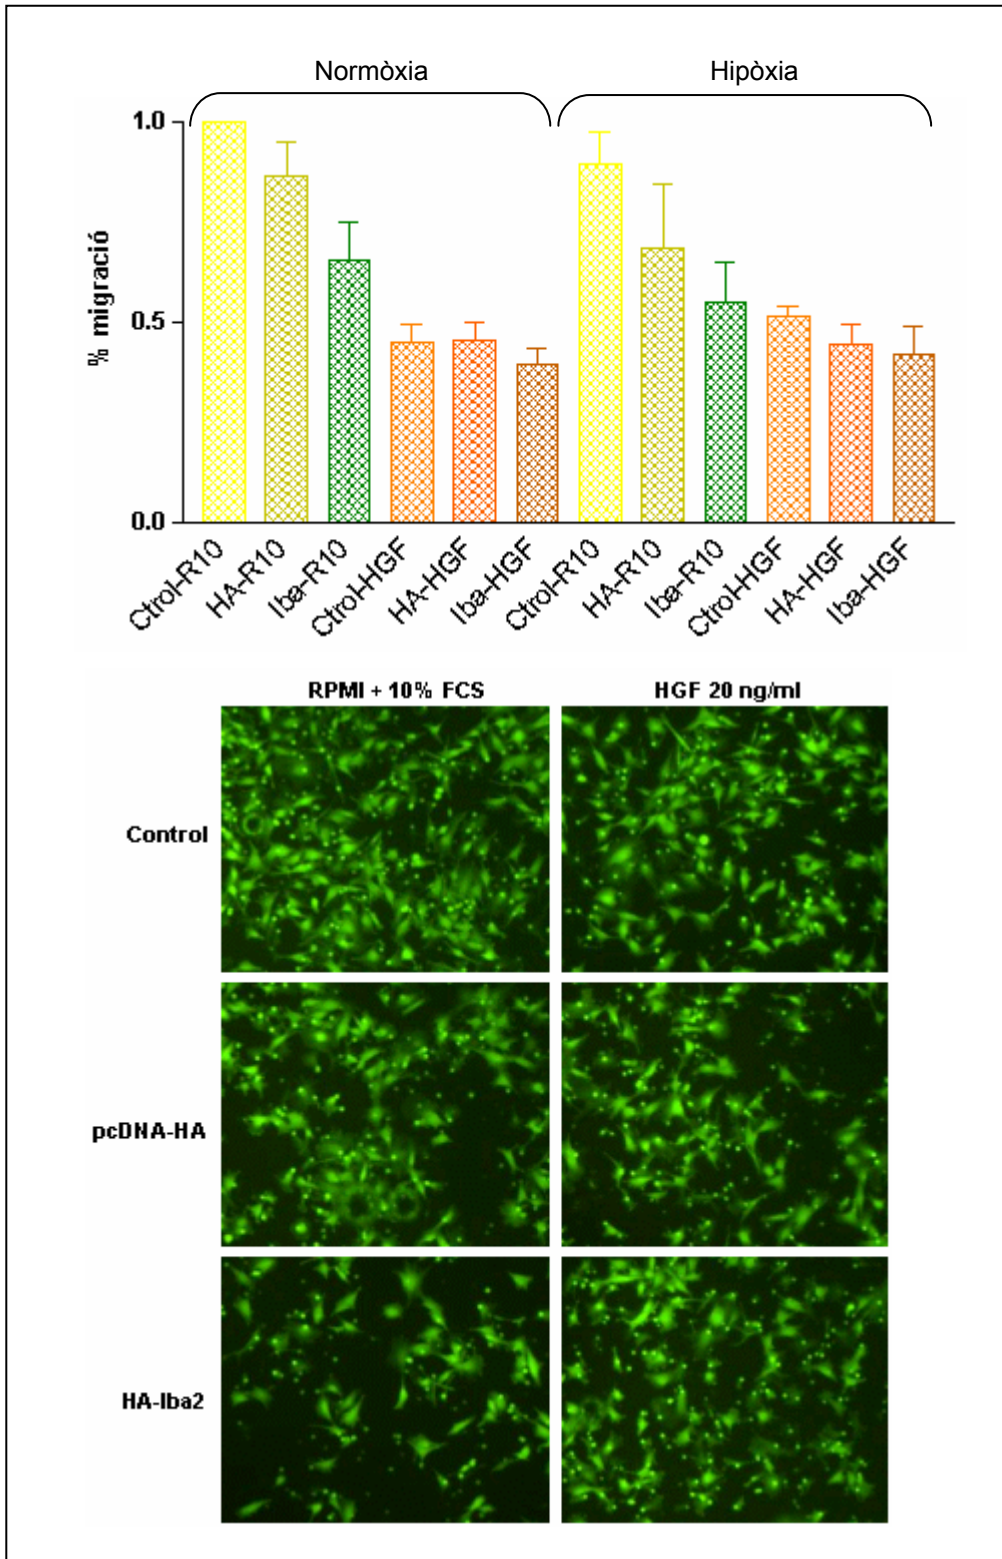 Normòxia Hipòxia
1.0
0.5
0.0
% migració
Ctrol-R10 HA-R10 Iba-R10 Ctrol-HGF HA-HGF Iba-HGF Ctrol-R10 HA-R10 Iba-R10 Ctrol-HGF HA-HGF Iba-HGF
RPMI + 10% FCS HGF 20 ng/ml
Control
pcDNA-HA
HA-Iba2